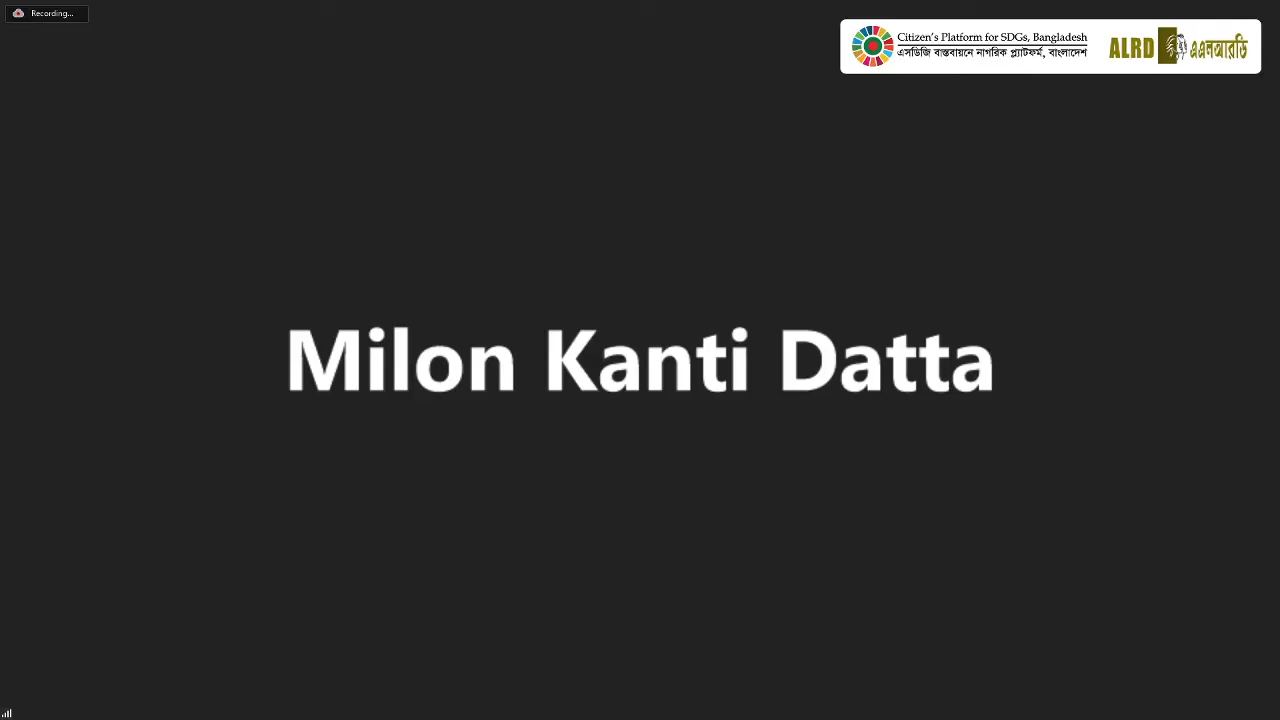 Recording...
Citizen's Platform for SDGs, Bangladesh
এসডিজি বাস্তবায়নে নাগরিক প্ল্যাটফর্ম, বাংলাদেশ
ALRD এএলআরডি
Milon Kanti Datta